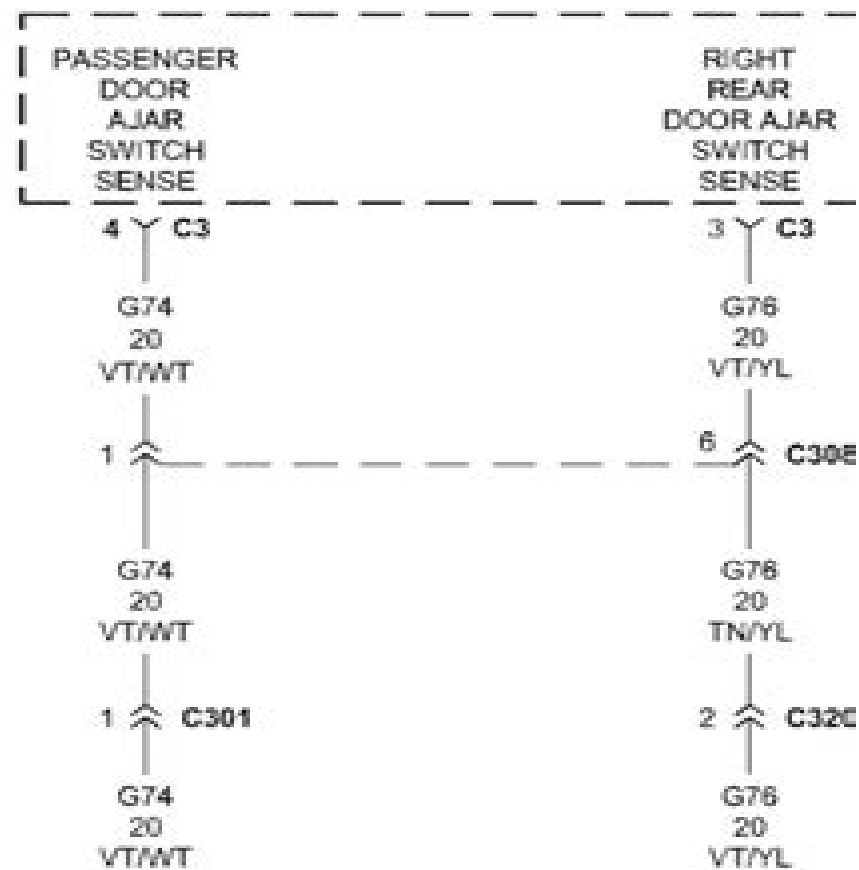 PASSENGER
DOOR
AJAR
SWITCH
SENSE
RIGHT
REAR
DOOR AJAR
SWITCH
SENSE
4 C3
3 C3
G74
20
VT/WT
G76
20
VT/YL
1
6
G74
20
VT/WT
G76
20
TN/YL
1 C301
2
G74
20
VT/WT
G76
20
VT/YL